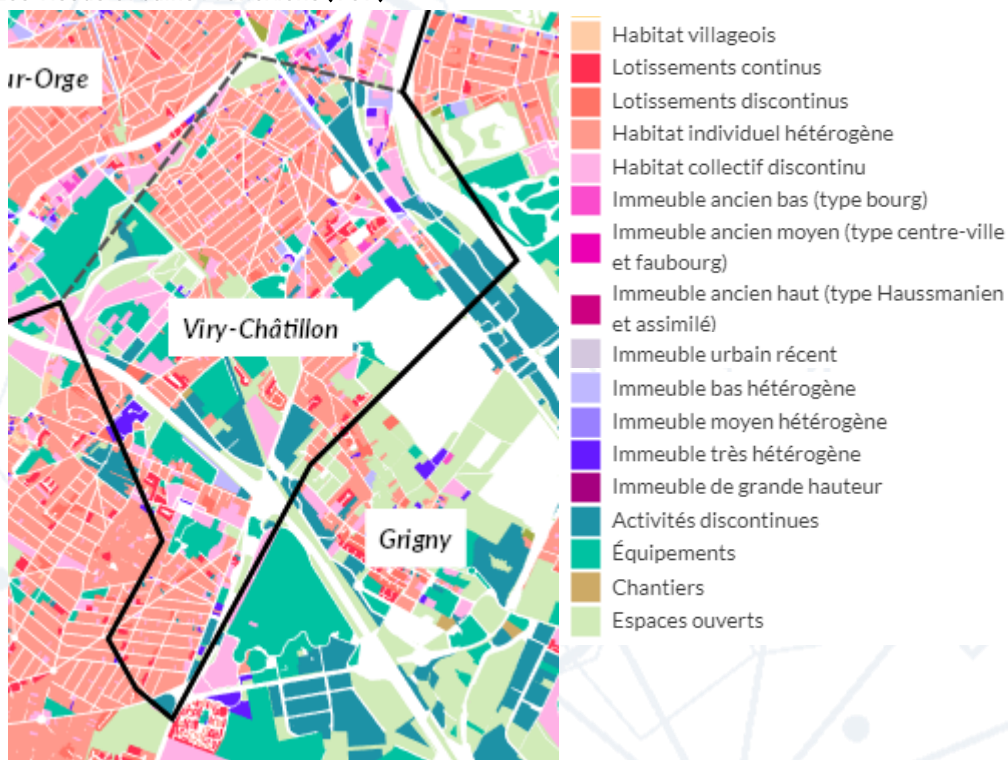 ur-Orge
Viry-Châtillon
Grigny
Habitat villageois
Lotissements continus
Lotissements discontinus
Habitat individuel hétérogène
Habitat collectif discontinu
Immeuble ancien bas (type bourg)
Immeuble ancien moyen (type centre-ville
et faubourg)
Immeuble ancien haut (type Haussmanien
et assimilé)
Immeuble urbain récent
Immeuble bas hétérogène
Immeuble moyen hétérogène
Immeuble très hétérogène
Immeuble de grande hauteur
Activités discontinues
Équipements
Chantiers
Espaces ouverts